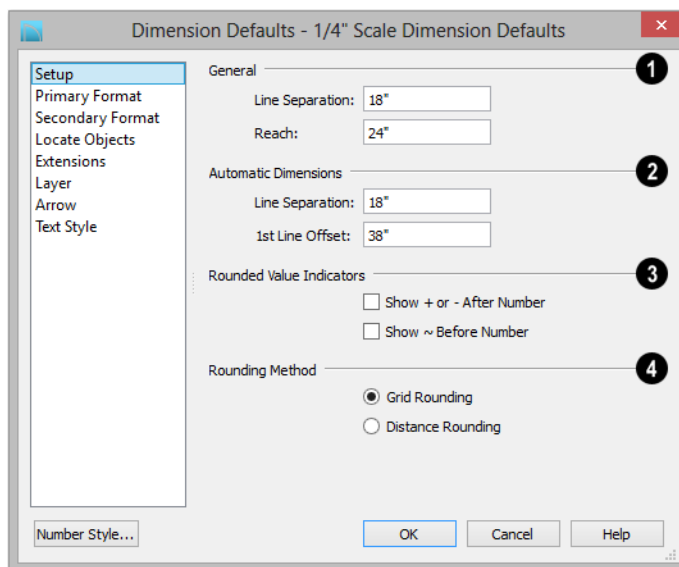 Dimension Defaults - 1/4" Scale Dimension Defaults
Setup
Primary Format
Secondary Format
Locate Objects
Extensions
Layer
Arrow
Text Style
General 1
Line Separation: 18"
Reach: 24"
Automatic Dimensions 2
Line Separation: 18"
1st Line Offset: 38"
Rounded Value Indicators 3
Show + or - After Number
Show ~ Before Number
Rounding Method 4
Grid Rounding
Distance Rounding
Number Style... OK Cancel Help